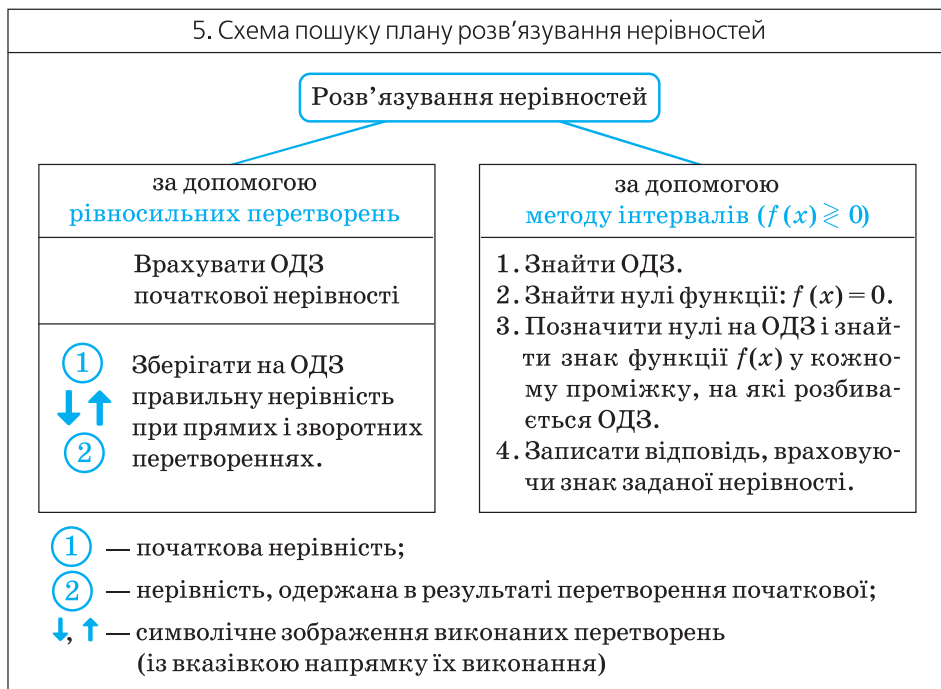 5. Схема пошуку плану розв’язування нерівностей
Розв’язування нерівностей
за допомогою
рівносильних перетворень
Врахувати ОДЗ
початкової нерівності
1
2
Зберігати на ОДЗ
правильну нерівність
при прямих і зворотних
перетвореннях.
за допомогою
методу інтервалів (f (x) ≷ 0)
1. Знайти ОДЗ.
2. Знайти нулі функції: f (x) = 0.
3. Позначити нулі на ОДЗ і знай-
ти знак функції f(x) у кожно-
му проміжку, на які розбива-
ється ОДЗ.
4. Записати відповідь, враховую-
чи знак заданої нерівності.
1 — початкова нерівність;
2 — нерівність, одержана в результаті перетворення початкової;
↓, ↑ — символічне зображення виконаних перетворень
(із вказівкою напрямку їх виконання)